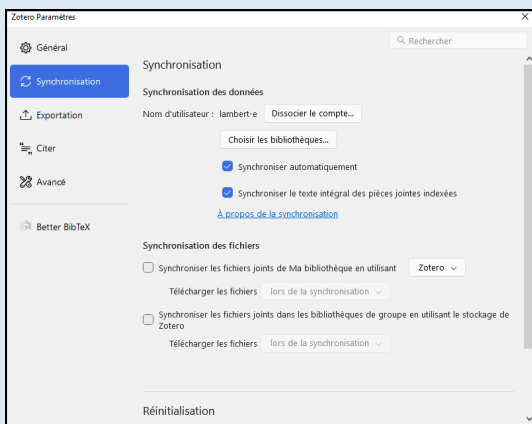 Zotero Paramètres
Rechercher
Général
Synchronisation
Exportation
Citer
Avancé
Better BibTeX
Synchronisation
Synchronisation des données
Nom d'utilisateur : lambert-e Dissocier le compte...
Choisir les bibliothèques...
Synchroniser automatiquement
Synchroniser le texte intégral des pièces jointes indexées
À propos de la synchronisation
Synchronisation des fichiers
Synchroniser les fichiers joints de Ma bibliothèque en utilisant Zotero
Télécharger les fichiers lors de la synchronisation
Synchroniser les fichiers joints dans les bibliothèques de groupe en utilisant le stockage de
Zotero
Télécharger les fichiers lors de la synchronisation
Réinitialisation